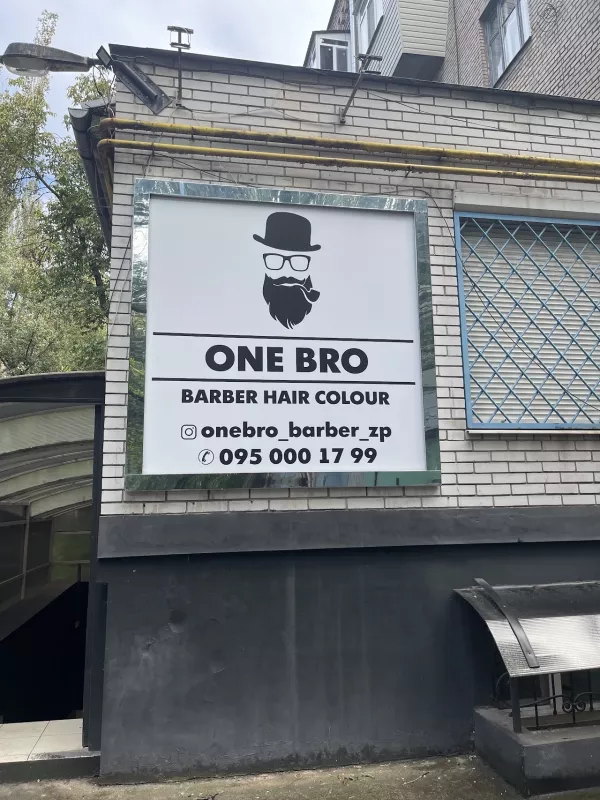 ONE BRO
BARBER HAIR COLOUR
onebro_barber_zp
095 000 17 99